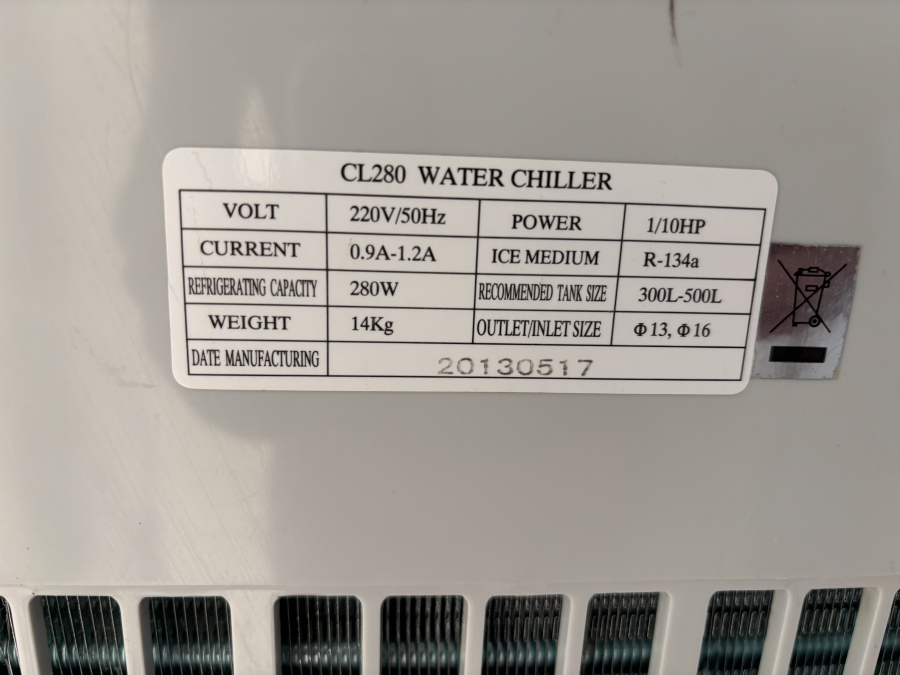 CL280 WATER CHILLER
VOLT 220V/50Hz POWER 1/10HP
CURRENT 0.9A-1.2A ICE MEDIUM R-134a
REFRIGERATING CAPACITY 280W RECOMMENDED TANK SIZE 300L-500L
WEIGHT 14Kg OUTLET/INLET SIZE Φ13, Φ16
DATE MANUFACTURING 20130517